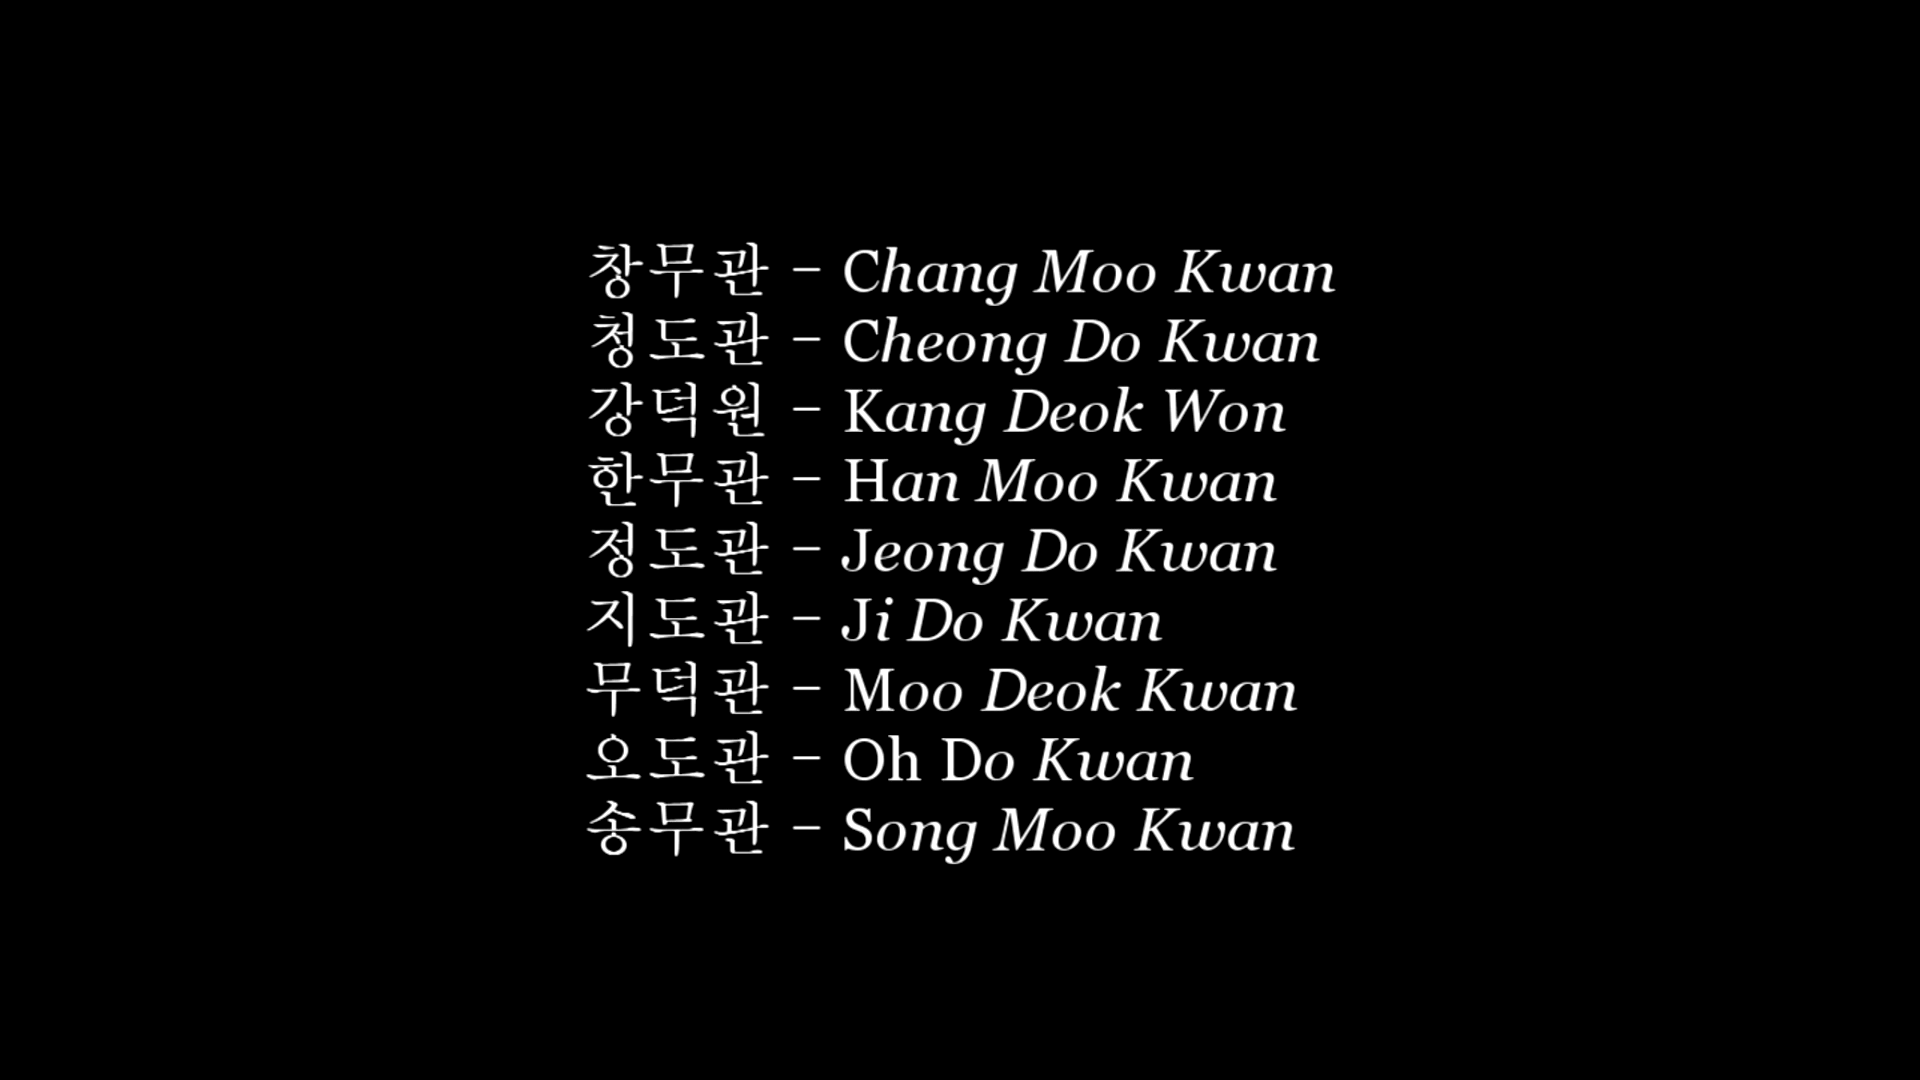 창무관 - Chang Moo Kwan
청도관 - Cheong Do Kwan
강덕원 - Kang Deok Won
한무관 - Han Moo Kwan
정도관 - Jeong Do Kwan
지도관 - Ji Do Kwan
무덕관 - Moo Deok Kwan
오도관 - Oh Do Kwan
송무관 - Song Moo Kwan